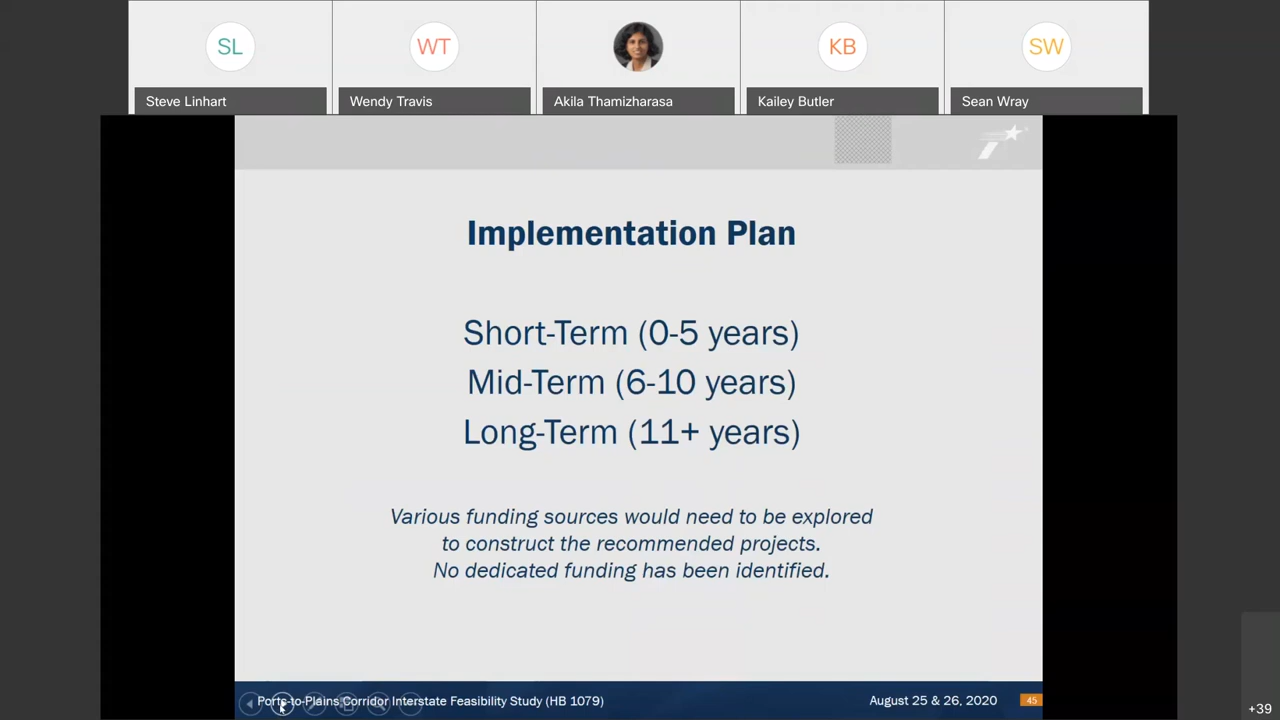 SL
WT
KB
SW
Steve Linhart
Wendy Travis
Akila Thamizharasa
Kailey Butler
Sean Wray
Implementation Plan
Short-Term (0-5 years)
Mid-Term (6-10 years)
Long-Term (11+ years)
Various funding sources would need to be explored
to construct the recommended projects.
No dedicated funding has been identified.
Ports-to-Plains Corridor Interstate Feasibility Study (HB 1079)
August 25 & 26, 2020
45
+39